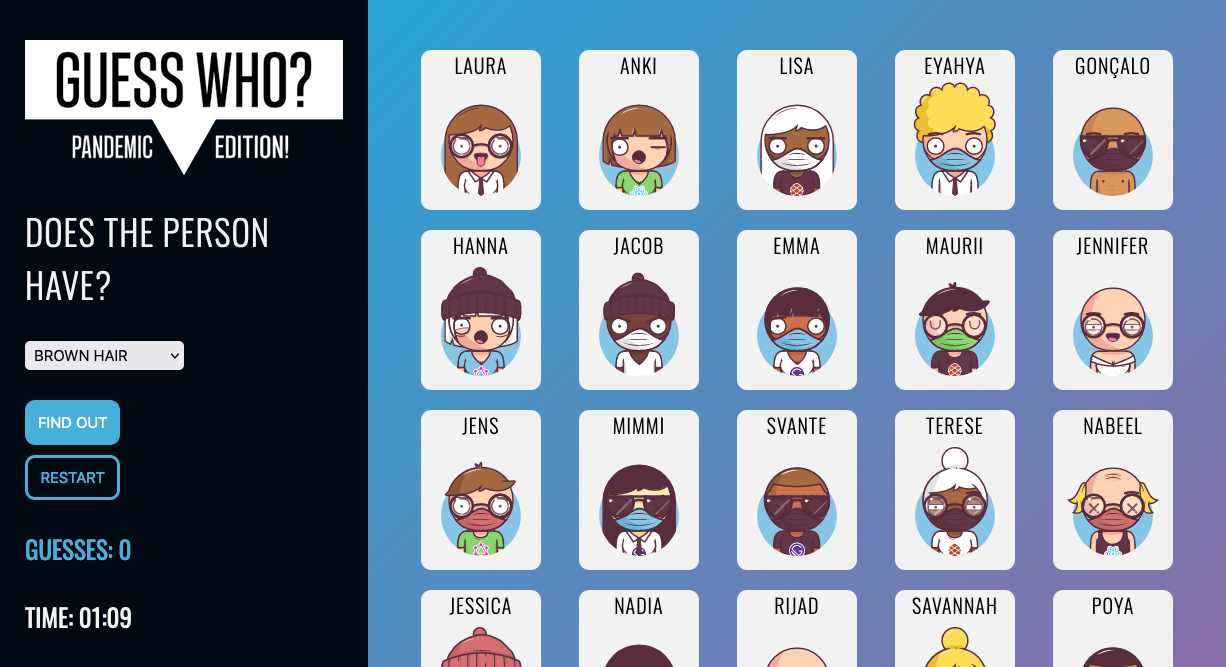 GUESS WHO?
PANDEMIC EDITION!
DOES THE PERSON
HAVE?
BROWN HAIR
FIND OUT
RESTART
GUESSES: 0
TIME: 01:09
LAURA
ANKI
LISA
EYAHYA
GONÇALO
HANNA
JACOB
EMMA
MAURII
JENNIFER
JENS
MIMMI
SVANTE
TERESE
NABEEL
JESSICA
NADIA
RIJAD
SAVANNAH
POYA